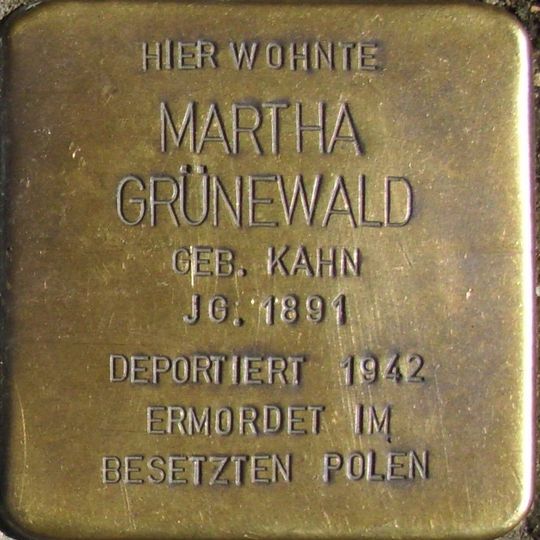 HIER WOHNTE
MARTHA
GRÜNEWALD
GEB. KAHN
JG. 1891
DEPORTIERT 1942
ERMORDET IM
BESETZTEN POLEN